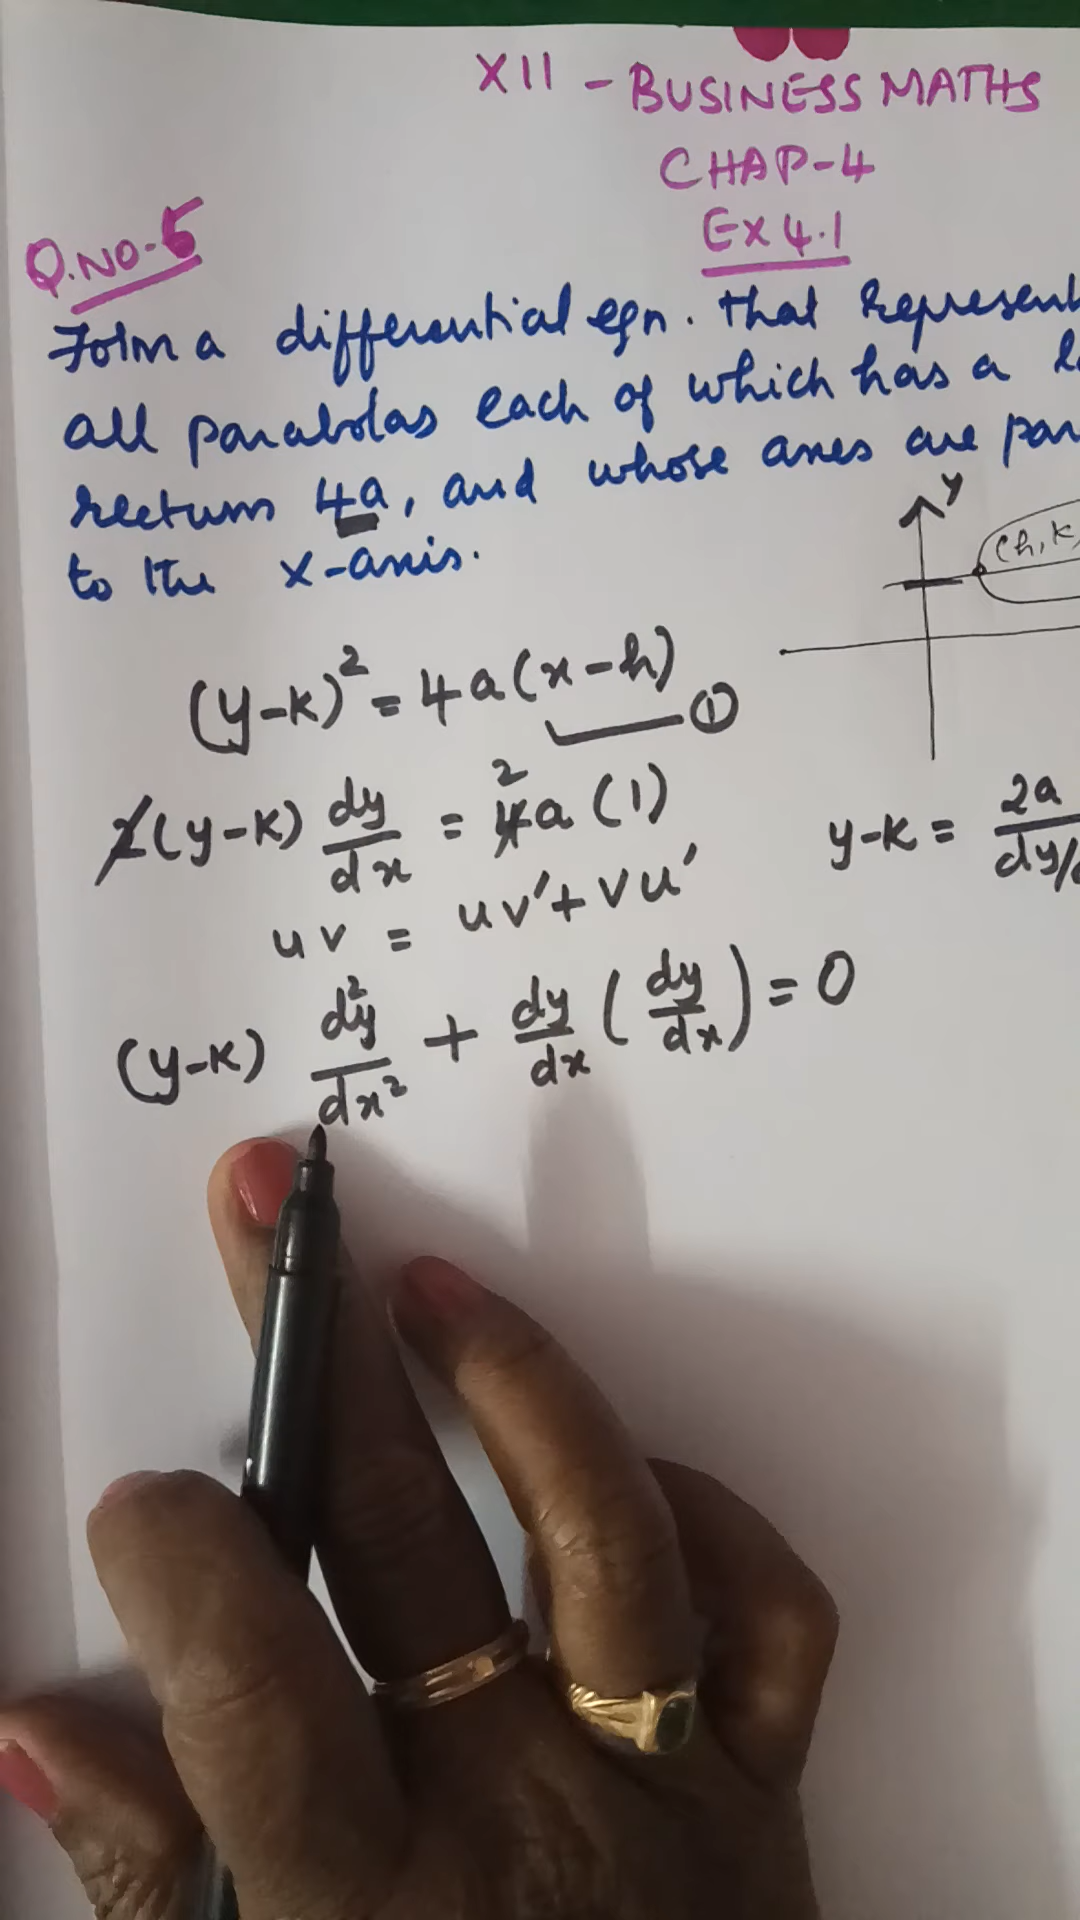 XII - BUSINESS MATHS
CHAP-4
EX 4.1
Q.NO-5
Form a differential eqn. that represent
all parabolas each of which has a
rectum 4a, and whose axes are par
to the x-axis.
y
(h,k)
(y-k)² = 4a(x-h)
①
2(y-k) dy/dx = 4a(1)
2
y-k = 2a / dy/
uv = uv'+vu'
(y-k) d²y/dx² + dy/dx (dy/dx) = 0